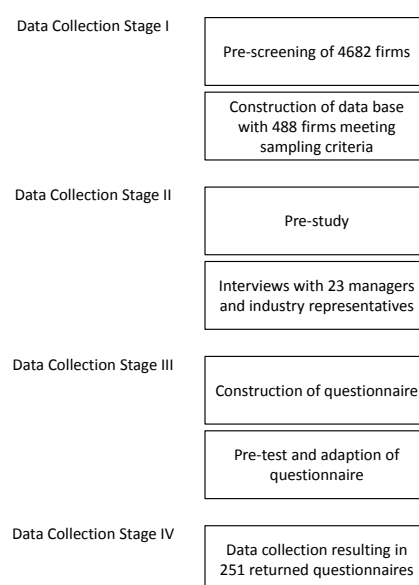 Data Collection Stage I
Pre-screening of 4682 firms
Construction of data base
with 488 firms meeting
sampling criteria
Data Collection Stage II
Pre-study
Interviews with 23 managers
and industry representatives
Data Collection Stage III
Construction of questionnaire
Pre-test and adaption of
questionnaire
Data Collection Stage IV
Data collection resulting in
251 returned questionnaires